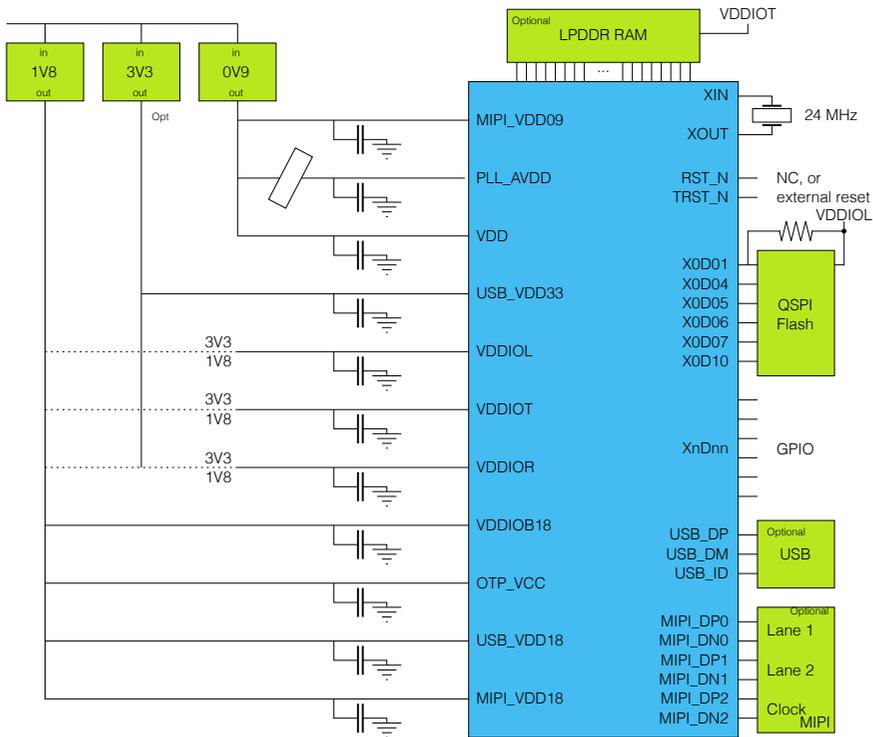 Optional
LPDDR RAM
VDDIOT
in
1V8
out
in
3V3
out
in
0V9
out
Opt
...
MIPI_VDD09
PLL_AVDD
VDD
USB_VDD33
3V3
1V8
VDDIOL
3V3
1V8
VDDIOT
3V3
1V8
VDDIOR
VDDIOB18
OTP_VCC
USB_VDD18
MIPI_VDD18
XIN
XOUT
24 MHz
RST_N
TRST_N
NC, or
external reset
VDDIOL
X0D01
X0D04
X0D05
X0D06
X0D07
X0D10
QSPI
Flash
XnDnn
GPIO
USB_DP
USB_DM
USB_ID
Optional
USB
MIPI_DP0
MIPI_DN0
MIPI_DP1
MIPI_DN1
MIPI_DP2
MIPI_DN2
Optional
Lane 1
Lane 2
Clock
MIPI